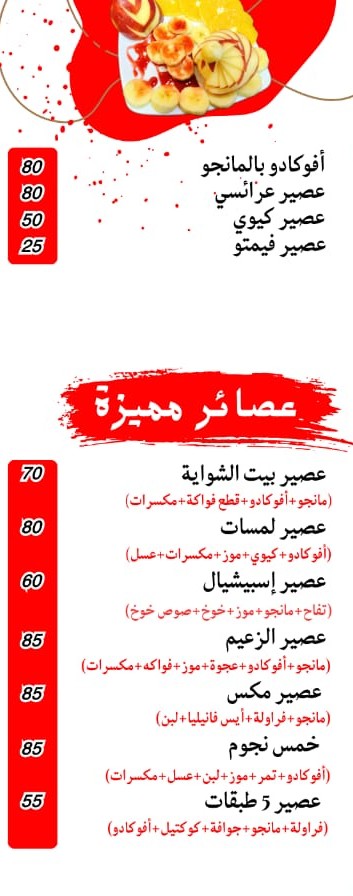 أفوكادو بالمانجو 80
عصير عرائسي 80
عصير كيوي 50
عصير فيمتو 25
عصائر مميزة
عصير بيت الشواية 70
(مانجو+أفوكادو+قطع فواكة+مكسرات)
عصير لمسات 80
(أفوكادو+كيوي+موز+مكسرات+عسل)
عصير إسبيشيال 60
(تفاح+مانجو+موز+خوخ+صوص خوخ)
عصير الزعيم 85
(مانجو+أفوكادو+عجوة+موز+فواكه+مكسرات)
عصير مكس 85
(مانجو+فراولة+أيس فانيليا+لبن)
خمس نجوم 85
(أفوكادو+تمر+موز+لبن+عسل+مكسرات)
عصير 5 طبقات 55
(فراولة+مانجو+جوافة+كوكتيل+أفوكادو)